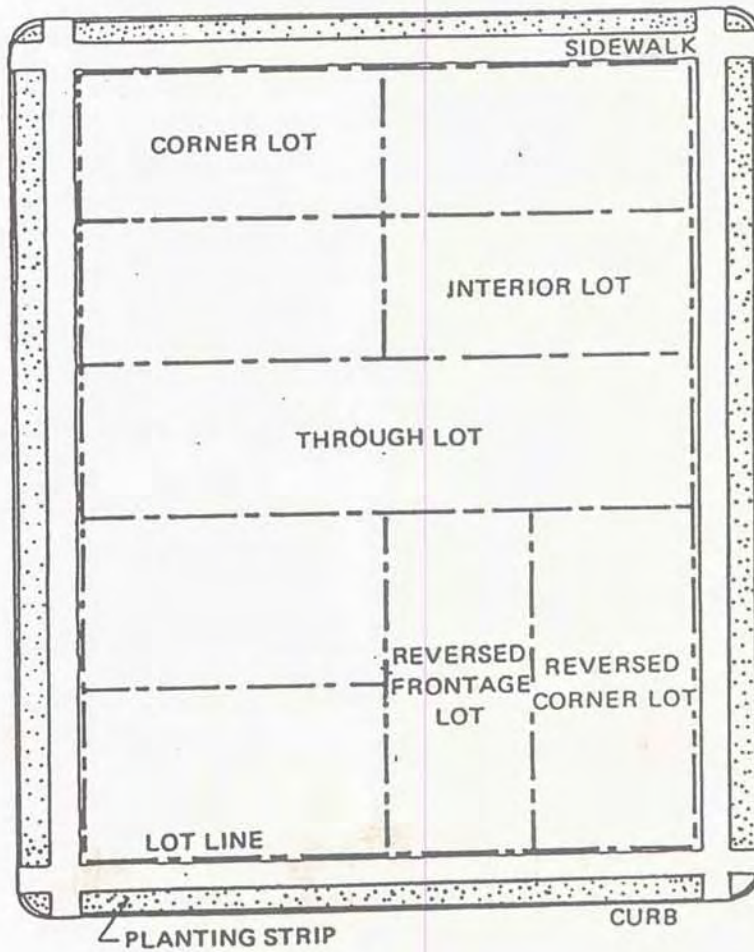 SIDEWALK
CORNER LOT
INTERIOR LOT
THROUGH LOT
REVERSED
FRONTAGE
LOT
REVERSED
CORNER LOT
LOT LINE
CURB
PLANTING STRIP